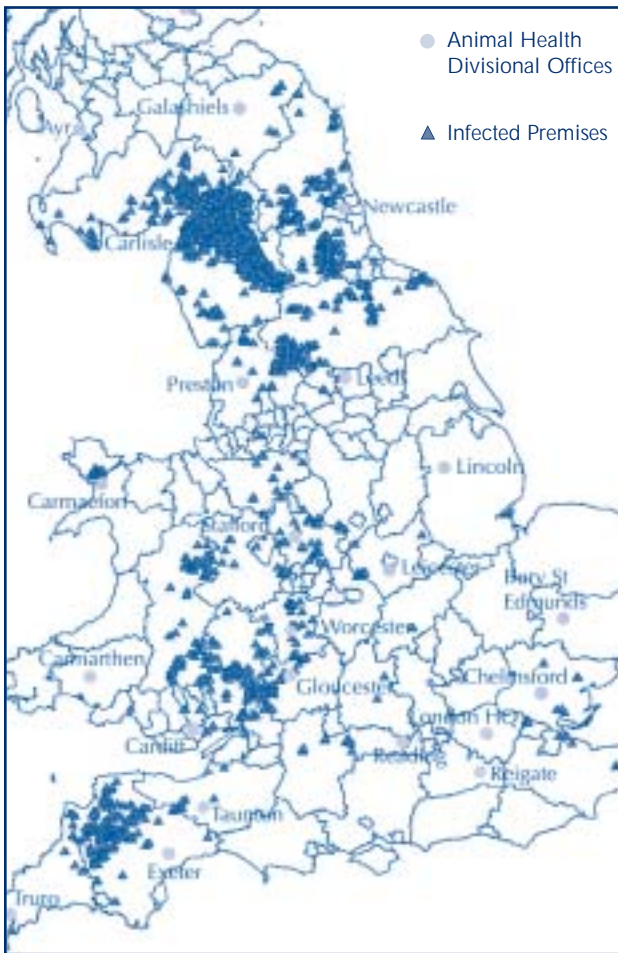 Animal Health
Divisional Offices
Infected Premises
Galashiels
Ayr
Newcastle
Carlisle
Preston
Leeds
Lincoln
Carnaefori
Stafford
Leicester
Bury St
Edmunds
Worcester
Carmarthen
Gloucester
Chelmsford
London HQ
Cardiff
Reading
Reigate
Taunton
Exeter
Truro